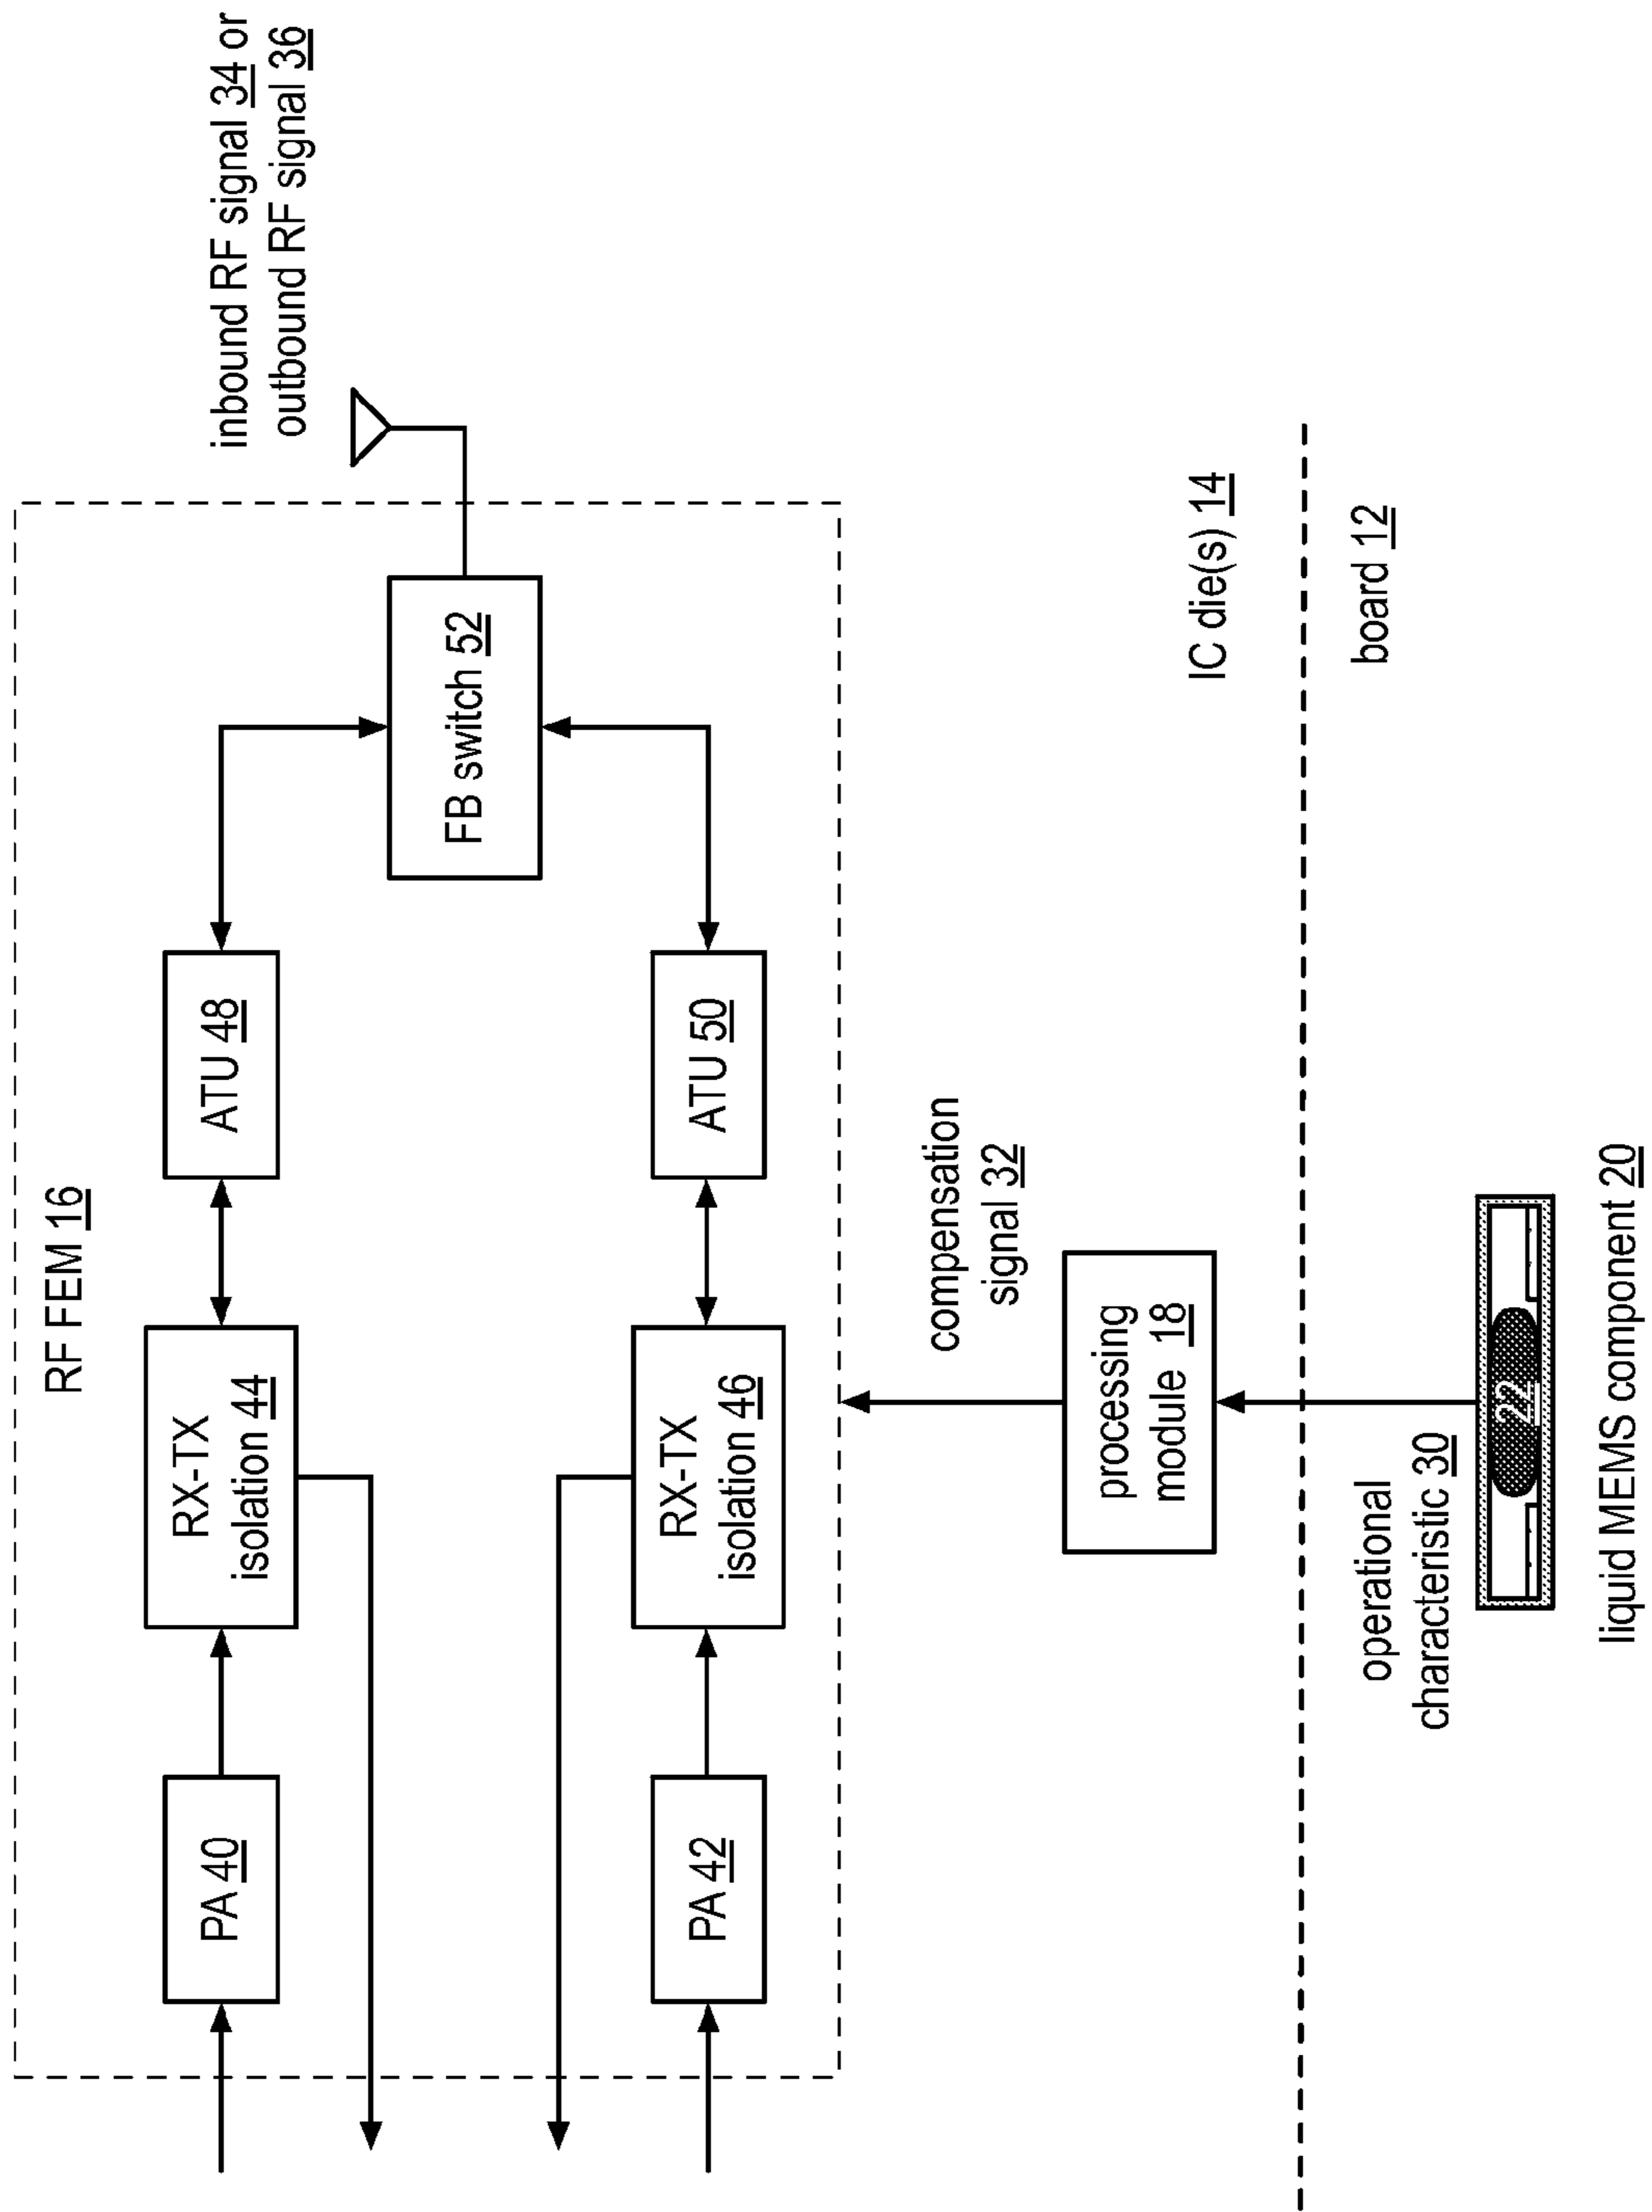 RF FEM 16
inbound RF signal 34 or
outbound RF signal 36
PA 40
RX-TX
isolation 44
ATU 48
FB switch 52
PA 42
RX-TX
isolation 46
ATU 50
compensation
signal 32
processing
module 18
IC die(s) 14
board 12
operational
characteristic 30
22
liquid MEMS component 20